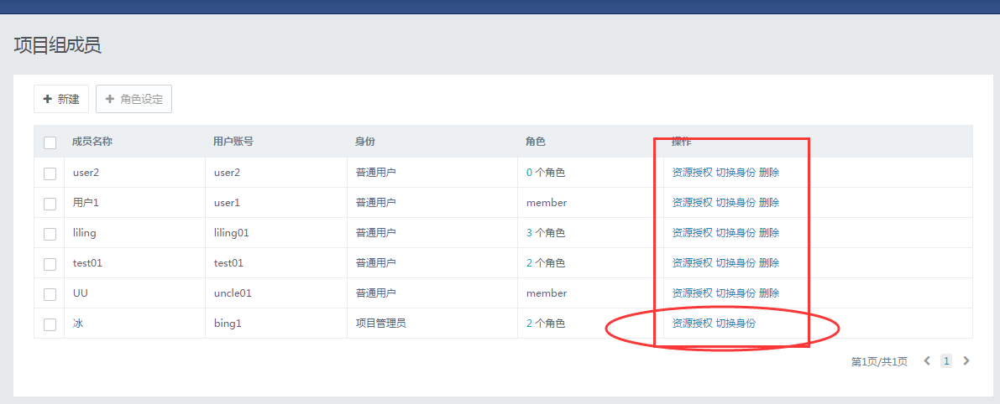 项目组成员
+ 新建 + 角色设定
成员名称 用户账号 身份 角色 操作
user2 user2 普通用户 0 个角色 资源授权 切换身份 删除
用户1 user1 普通用户 member 资源授权 切换身份 删除
liling liling01 普通用户 3 个角色 资源授权 切换身份 删除
test01 test01 普通用户 2 个角色 资源授权 切换身份 删除
UU uncle01 普通用户 member 资源授权 切换身份 删除
冰 bing1 项目管理员 2 个角色 资源授权 切换身份
第1页/共1页 1